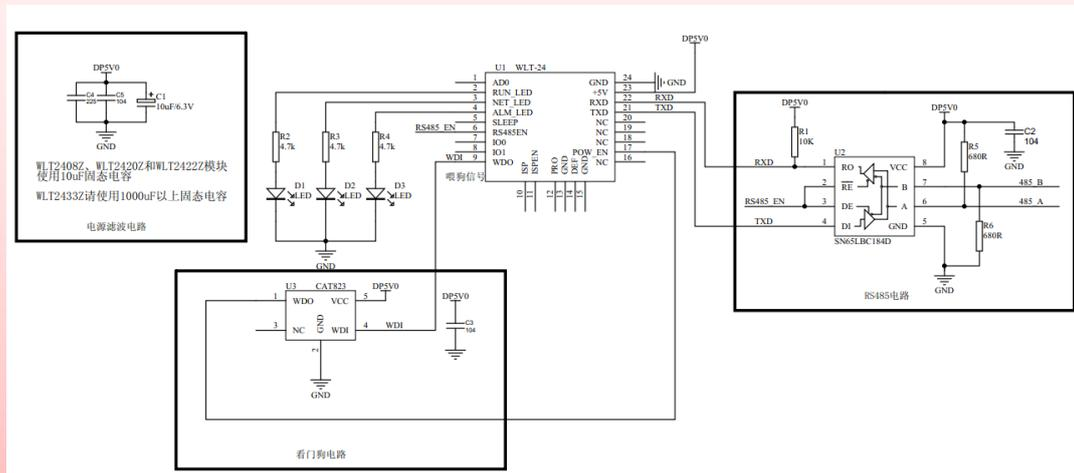 DP5V0
C4
225
C5
104
C1
10uF/6.3V
GND
WLT2408Z、WLT2420Z和WLT2422Z模块
使用10uF固态电容
WLT2433Z请使用1000uF以上固态电容
电源滤波电路
R2
4.7k
R3
4.7k
R4
4.7k
D1
LED
D2
LED
D3
LED
GND
U1 WLT-24
1 AD0
2 RUN_LED
3 NET_LED
4 ALM_LED
5 SLEEP
RS485_EN 6 RS485EN
7 IO0
8 IO1
WDI 9 WDO
喂狗信号
GND 24 GND
+5V 23
DP5V0
RXD 22 RXD
TXD 21 TXD
NC 20
NC 19
NC 18
POW_EN 17
NC 16
ISP
ISPEN
PRO
GND
DEF
GND
10
11
12
13
14
15
U3 CAT823
1 WDO
VCC 5
DP5V0
3 NC
GND
2
WDI 4 WDI
GND
DP5V0
C3
104
看门狗电路
DP5V0
R1
10K
DP5V0
C2
104
GND
R5
680R
U2
RXD 1 RO
VCC 8
2 RE
B 7 485_B
RS485_EN 3 DE
A 6 485_A
TXD 4 DI
GND 5
SN65LBC184D
R6
680R
GND
RS485电路